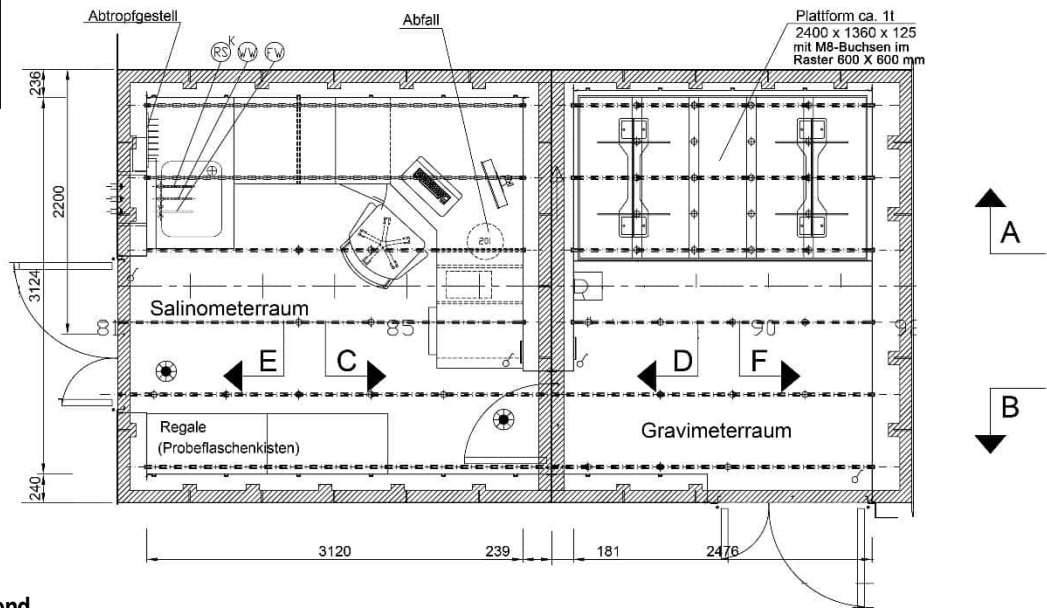 Abtropfgestell
Abfall
Plattform ca. 1t
2400 x 1360 x 125
mit M8-Buchsen im
Raster 600 X 600 mm
K
RS
WW
FW
236
2200
3124
240
201
A
Salinometerraum
85
90
E
C
D
F
B
Regale
(Probeflaschenkisten)
Gravimeterraum
3120
239
181
2476